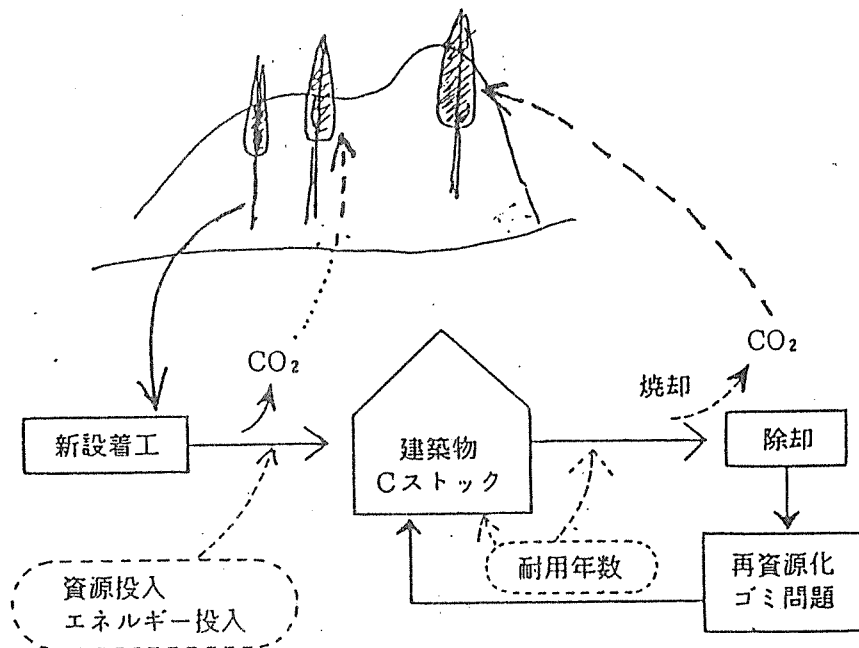 CO₂
CO₂
焼却
新設着工
建築物
Cストック
除却
資源投入
エネルギー投入
耐用年数
再資源化
ゴミ問題